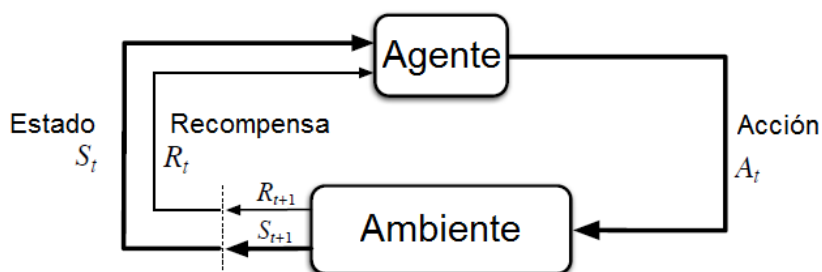 Agente
Estado
S_t
Recompensa
R_t
Acción
A_t
R_{t+1}
S_{t+1}
Ambiente